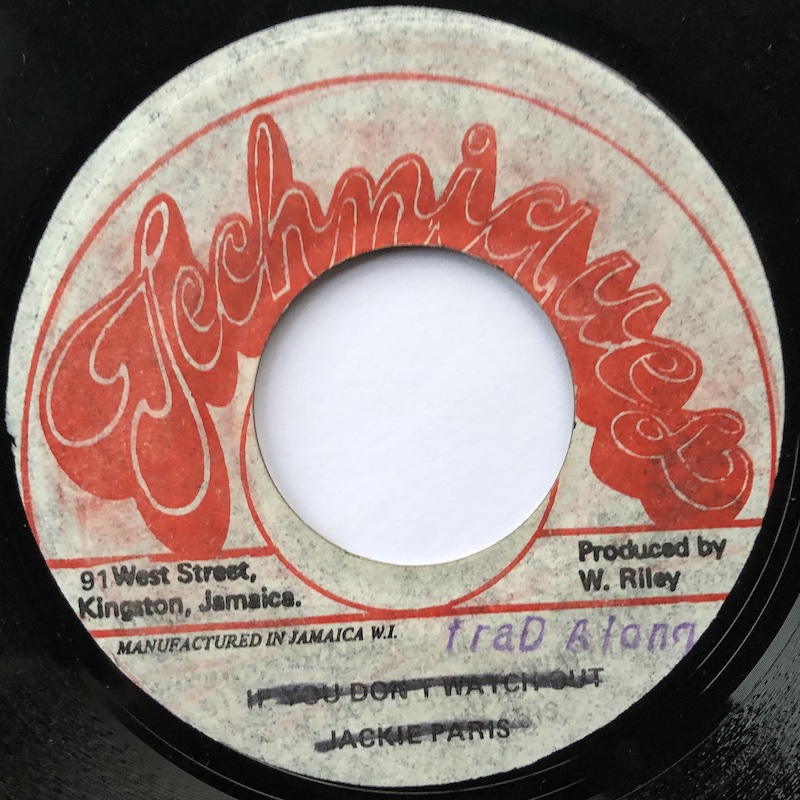 Techniques
91 West Street,
Kingston, Jamaica.
Produced by
W. Riley
MANUFACTURED IN JAMAICA W.I.
traD Along
IF YOU DON'T WATCH OUT
JACKIE PARIS